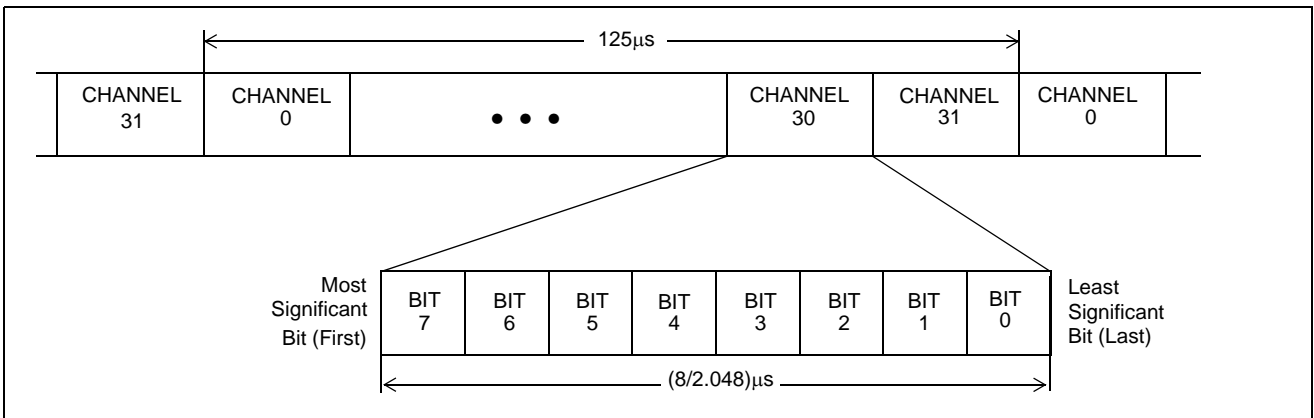 125μs
CHANNEL
31
CHANNEL
0
• • •
CHANNEL
30
CHANNEL
31
CHANNEL
0
Most
Significant
Bit (First)
BIT
7
BIT
6
BIT
5
BIT
4
BIT
3
BIT
2
BIT
1
BIT
0
Least
Significant
Bit (Last)
(8/2.048)μs